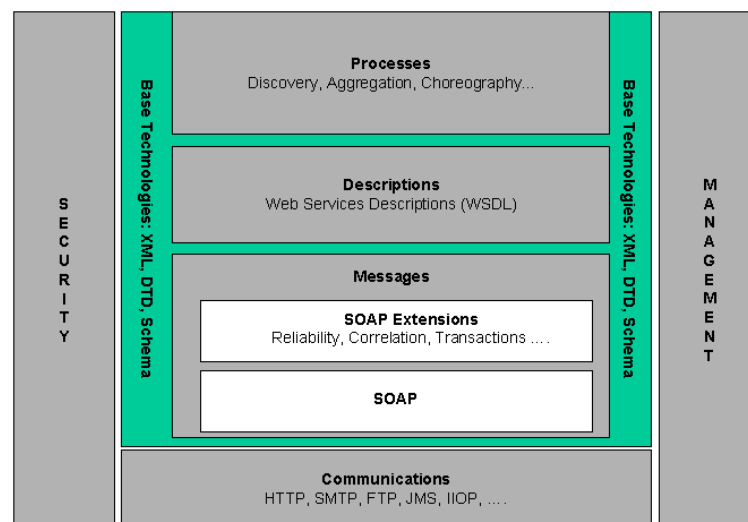 SECURITY
Base Technologies: XML, DTD, Schema
Processes
Discovery, Aggregation, Choreography...
Descriptions
Web Services Descriptions (WSDL)
Messages
SOAP Extensions
Reliability, Correlation, Transactions ....
SOAP
Base Technologies: XML, DTD, Schema
MANAGEMENT
Communications
HTTP, SMTP, FTP, JMS, IIOP, ....